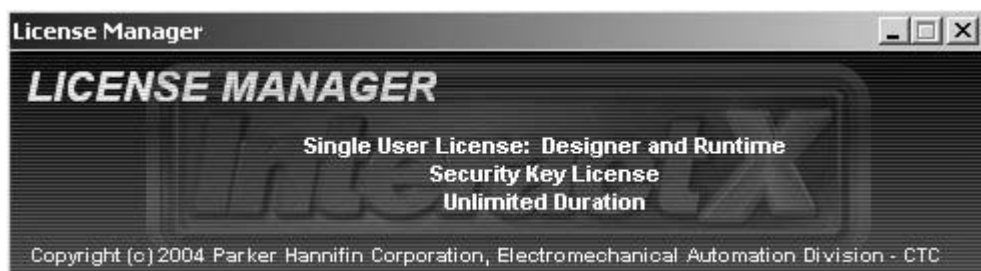 License Manager
LICENSE MANAGER
InteractX
Single User License: Designer and Runtime
Security Key License
Unlimited Duration
Copyright (c) 2004 Parker Hannifin Corporation, Electromechanical Automation Division - CTC